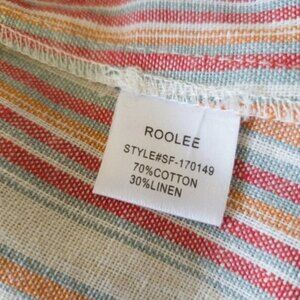 ROOLEE
STYLE#SF-170149
70%COTTON
30%LINEN